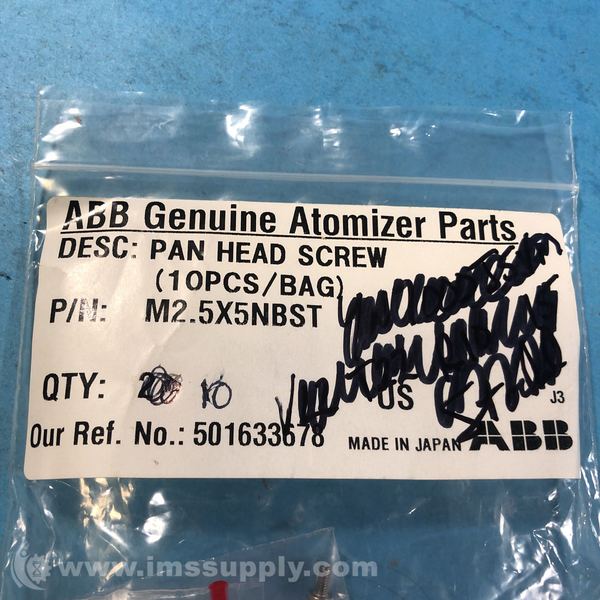 ABB Genuine Atomizer Parts
DESC: PAN HEAD SCREW
(10PCS/BAG)
P/N: M2.5X5NBST
QTY: 10
US
J3
Our Ref. No.: 501633678
MADE IN JAPAN ABB
www.imssupply.com